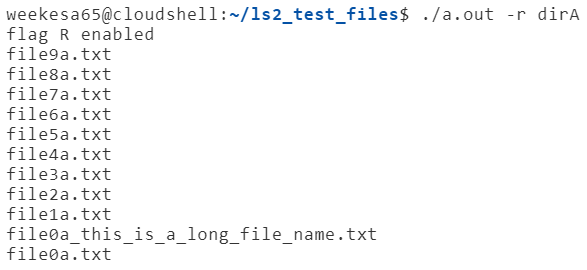 weekesa65@cloudshell:~/ls2_test_files$ ./a.out -r dirA
flag R enabled
file9a.txt
file8a.txt
file7a.txt
file6a.txt
file5a.txt
file4a.txt
file3a.txt
file2a.txt
file1a.txt
file0a_this_is_a_long_file_name.txt
file0a.txt